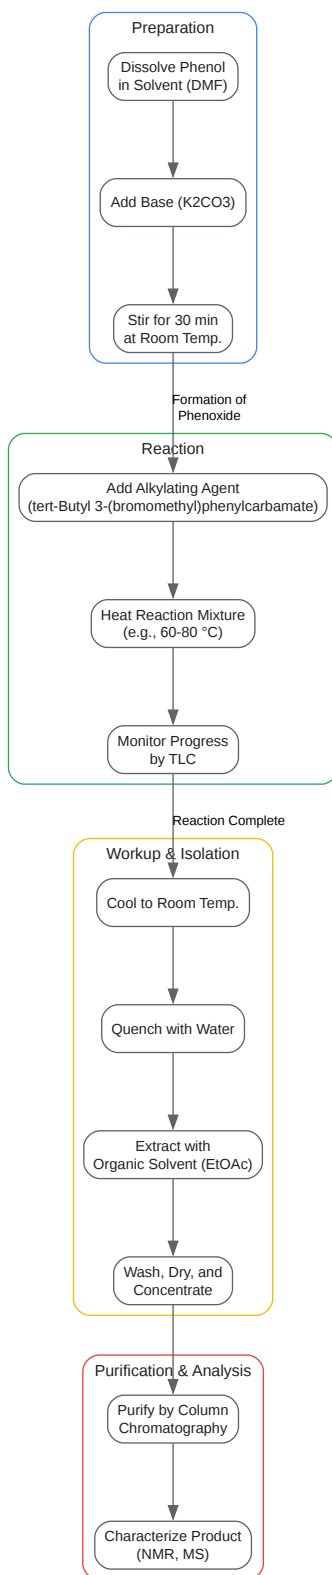 Preparation
Dissolve Phenol
in Solvent (DMF)
Add Base (K2CO3)
Stir for 30 min
at Room Temp.
Formation of
Phenoxide
Reaction
Add Alkylating Agent
(tert-Butyl 3-(bromomethyl)phenylcarbamate)
Heat Reaction Mixture
(e.g., 60-80 °C)
Monitor Progress
by TLC
Reaction Complete
Workup & Isolation
Cool to Room Temp.
Quench with Water
Extract with
Organic Solvent (EtOAc)
Wash, Dry, and
Concentrate
Purification & Analysis
Purify by Column
Chromatography
Characterize Product
(NMR, MS)